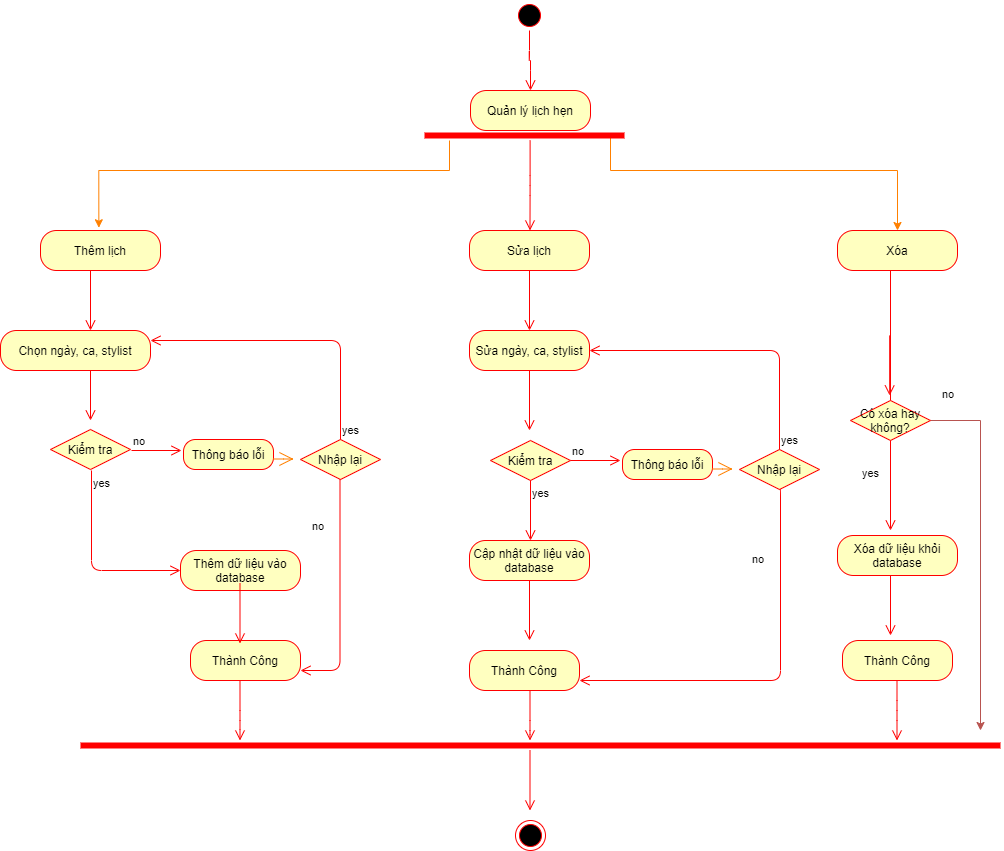 Quản lý lịch hẹn
Thêm lịch
Sửa lịch
Xóa
Chọn ngày, ca, stylist
Sửa ngày, ca, stylist
no
Có xóa hay
không?
yes
yes
Kiểm tra
no
Thông báo lỗi
Nhập lại
Kiểm tra
no
Thông báo lỗi
Nhập lại
yes
yes
yes
no
no
Thêm dữ liệu vào
database
Cập nhật dữ liệu vào
database
Xóa dữ liệu khỏi
database
Thành Công
Thành Công
Thành Công